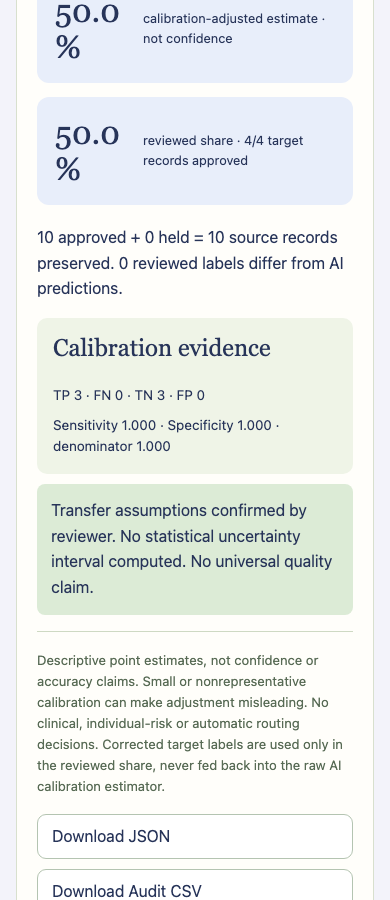 50.0
%
calibration-adjusted estimate ·
not confidence
50.0
%
reviewed share · 4/4 target
records approved
10 approved + 0 held = 10 source records
preserved. 0 reviewed labels differ from AI
predictions.
Calibration evidence
TP 3 · FN 0 · TN 3 · FP 0
Sensitivity 1.000 · Specificity 1.000 ·
denominator 1.000
Transfer assumptions confirmed by
reviewer. No statistical uncertainty
interval computed. No universal quality
claim.
Descriptive point estimates, not confidence or
accuracy claims. Small or nonrepresentative
calibration can make adjustment misleading. No
clinical, individual-risk or automatic routing
decisions. Corrected target labels are used only in
the reviewed share, never fed back into the raw AI
calibration estimator.
Download JSON
Download Audit CSV